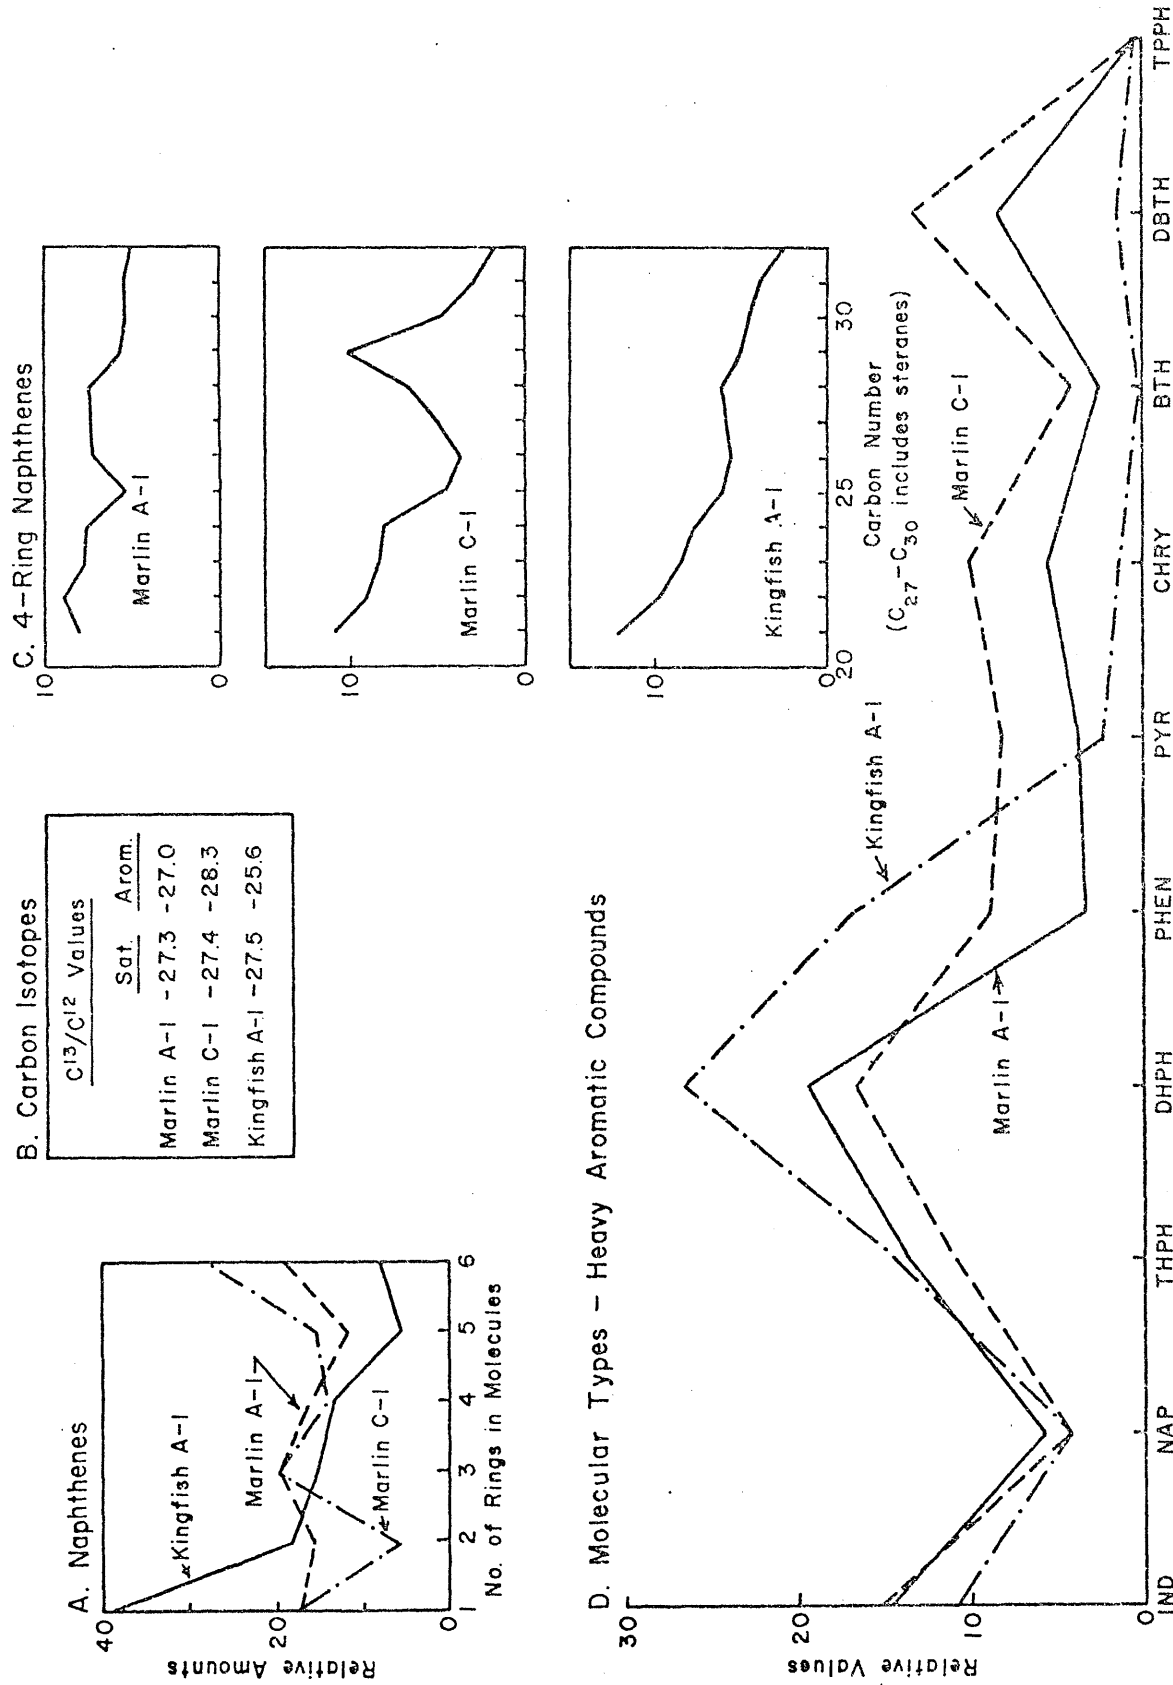 A. Naphthenes
Relative Amounts
40
20
0
Kingfish A-1
Marlin A-1
Marlin C-1
1 2 3 4 5 6
No. of Rings in Molecules
B. Carbon Isotopes
C13/C12 Values
Sat. Arom.
Marlin A-1 -27.3 -27.0
Marlin C-1 -27.4 -28.3
Kingfish A-1 -27.5 -25.6
C. 4-Ring Naphthenes
10
0
Marlin A-1
10
0
Marlin C-1
10
0
Kingfish A-1
20 25 30
Carbon Number
(C27-C30 includes steranes)
D. Molecular Types - Heavy Aromatic Compounds
Relative Values
30
20
10
0
Marlin A-1
Kingfish A-1
Marlin C-1
IND NAP THPH DHPH PHEN PYR CHRY BTH DBTH TPPH